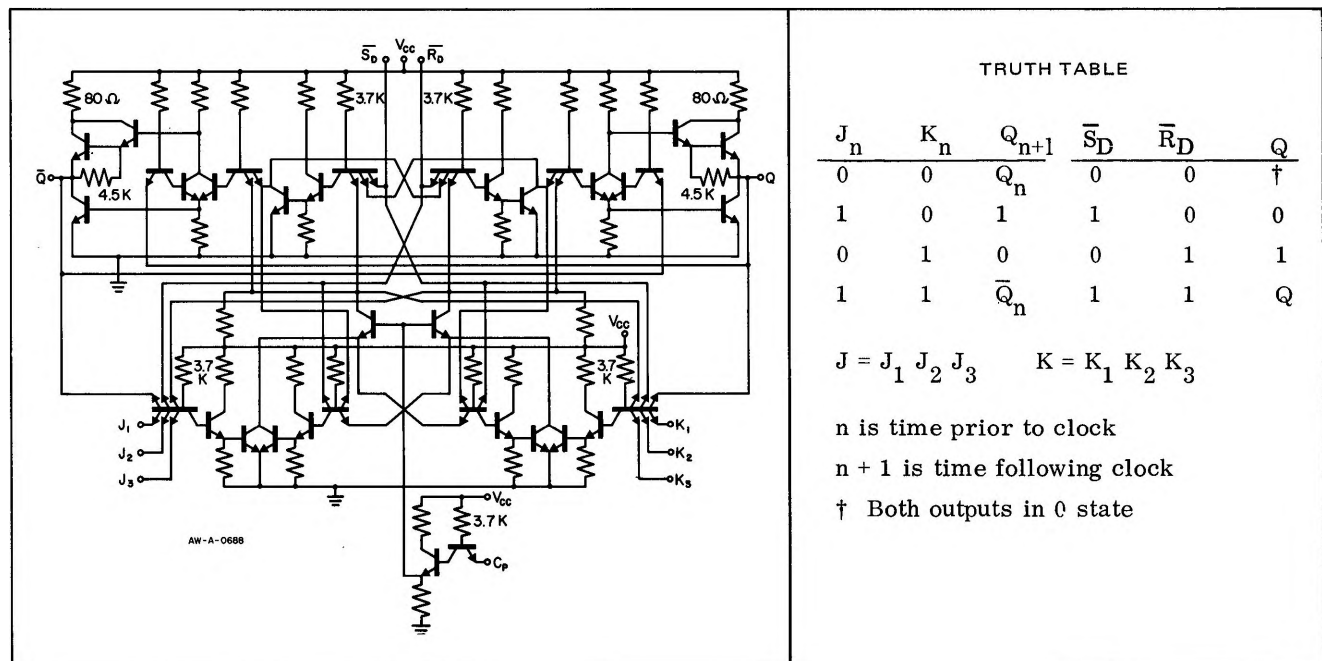 S̅D VCC R̅D
80Ω 3.7K 3.7K 80Ω
Q̅ Q
4.5K 4.5K
VCC
3.7 K 3.7 K
J1 K1
J2 K2
J3 K3
VCC
3.7K
CP
AW-A-0688
TRUTH TABLE
Jn Kn Qn+1 S̅D R̅D Q
0 0 Qn 0 0 †
1 0 1 1 0 0
0 1 0 0 1 1
1 1 Q̅n 1 1 Q
J = J1 J2 J3 K = K1 K2 K3
n is time prior to clock
n + 1 is time following clock
† Both outputs in 0 state